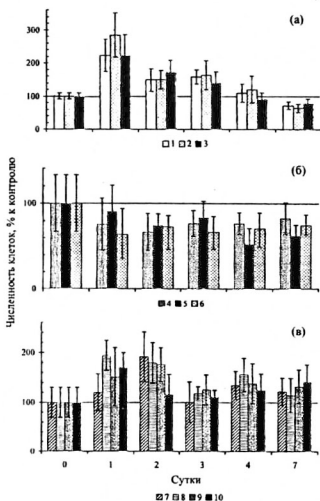 (а)
300
200
100
0
1 2 3
(б)
100
0
4 5 6
Численность клеток, % к контролю
(в)
200
100
0
0 1 2 3 4 7
Сутки
7 8 9 10